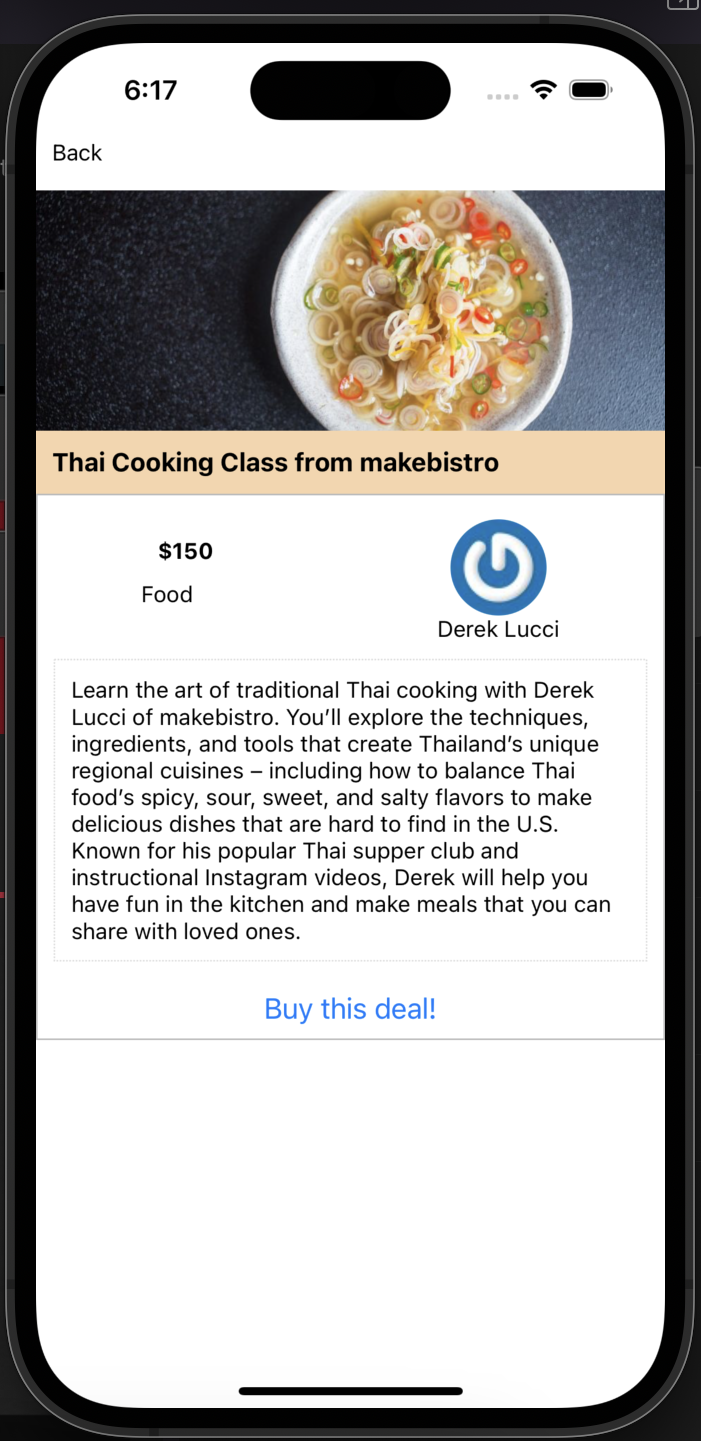 6:17
Back
Thai Cooking Class from makebistro
$150
Food
Derek Lucci
Learn the art of traditional Thai cooking with Derek
Lucci of makebistro. You’ll explore the techniques,
ingredients, and tools that create Thailand’s unique
regional cuisines – including how to balance Thai
food’s spicy, sour, sweet, and salty flavors to make
delicious dishes that are hard to find in the U.S.
Known for his popular Thai supper club and
instructional Instagram videos, Derek will help you
have fun in the kitchen and make meals that you can
share with loved ones.
Buy this deal!